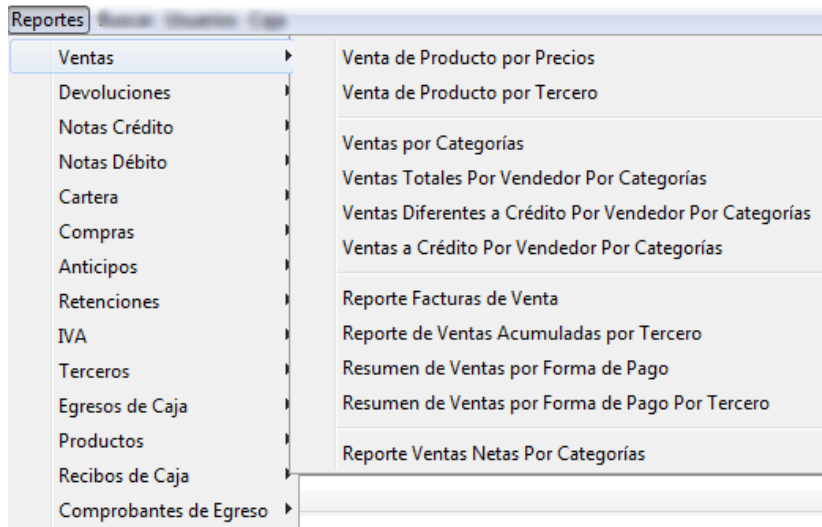 Reportes
Ventas
Devoluciones
Notas Crédito
Notas Débito
Cartera
Compras
Anticipos
Retenciones
IVA
Terceros
Egresos de Caja
Productos
Recibos de Caja
Comprobantes de Egreso
Venta de Producto por Precios
Venta de Producto por Tercero
Ventas por Categorías
Ventas Totales Por Vendedor Por Categorías
Ventas Diferentes a Crédito Por Vendedor Por Categorías
Ventas a Crédito Por Vendedor Por Categorías
Reporte Facturas de Venta
Reporte de Ventas Acumuladas por Tercero
Resumen de Ventas por Forma de Pago
Resumen de Ventas por Forma de Pago Por Tercero
Reporte Ventas Netas Por Categorías